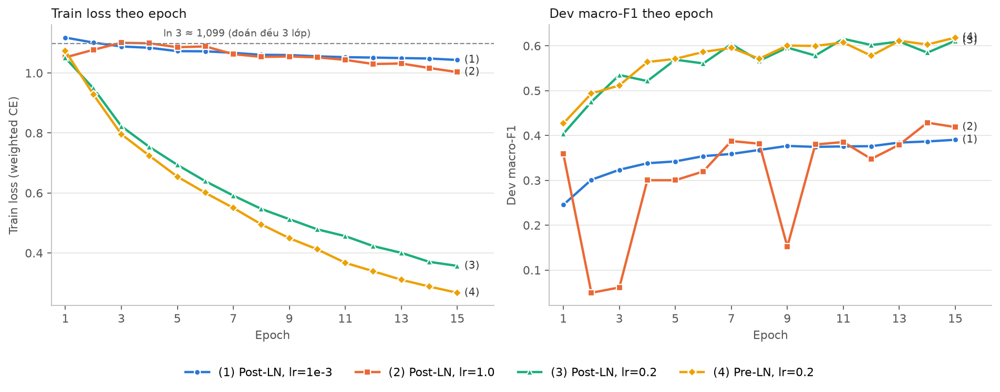 Train loss theo epoch
ln 3 ≈ 1,099 (đoán đều 3 lớp)
Train loss (weighted CE)
1.0
0.8
0.6
0.4
(1)
(2)
(3)
(4)
1 3 5 7 9 11 13 15
Epoch
Dev macro-F1 theo epoch
Dev macro-F1
0.6
0.5
0.4
0.3
0.2
0.1
(4)
(3)
(2)
(1)
1 3 5 7 9 11 13 15
Epoch
(1) Post-LN, lr=1e-3 (2) Post-LN, lr=1.0 (3) Post-LN, lr=0.2 (4) Pre-LN, lr=0.2